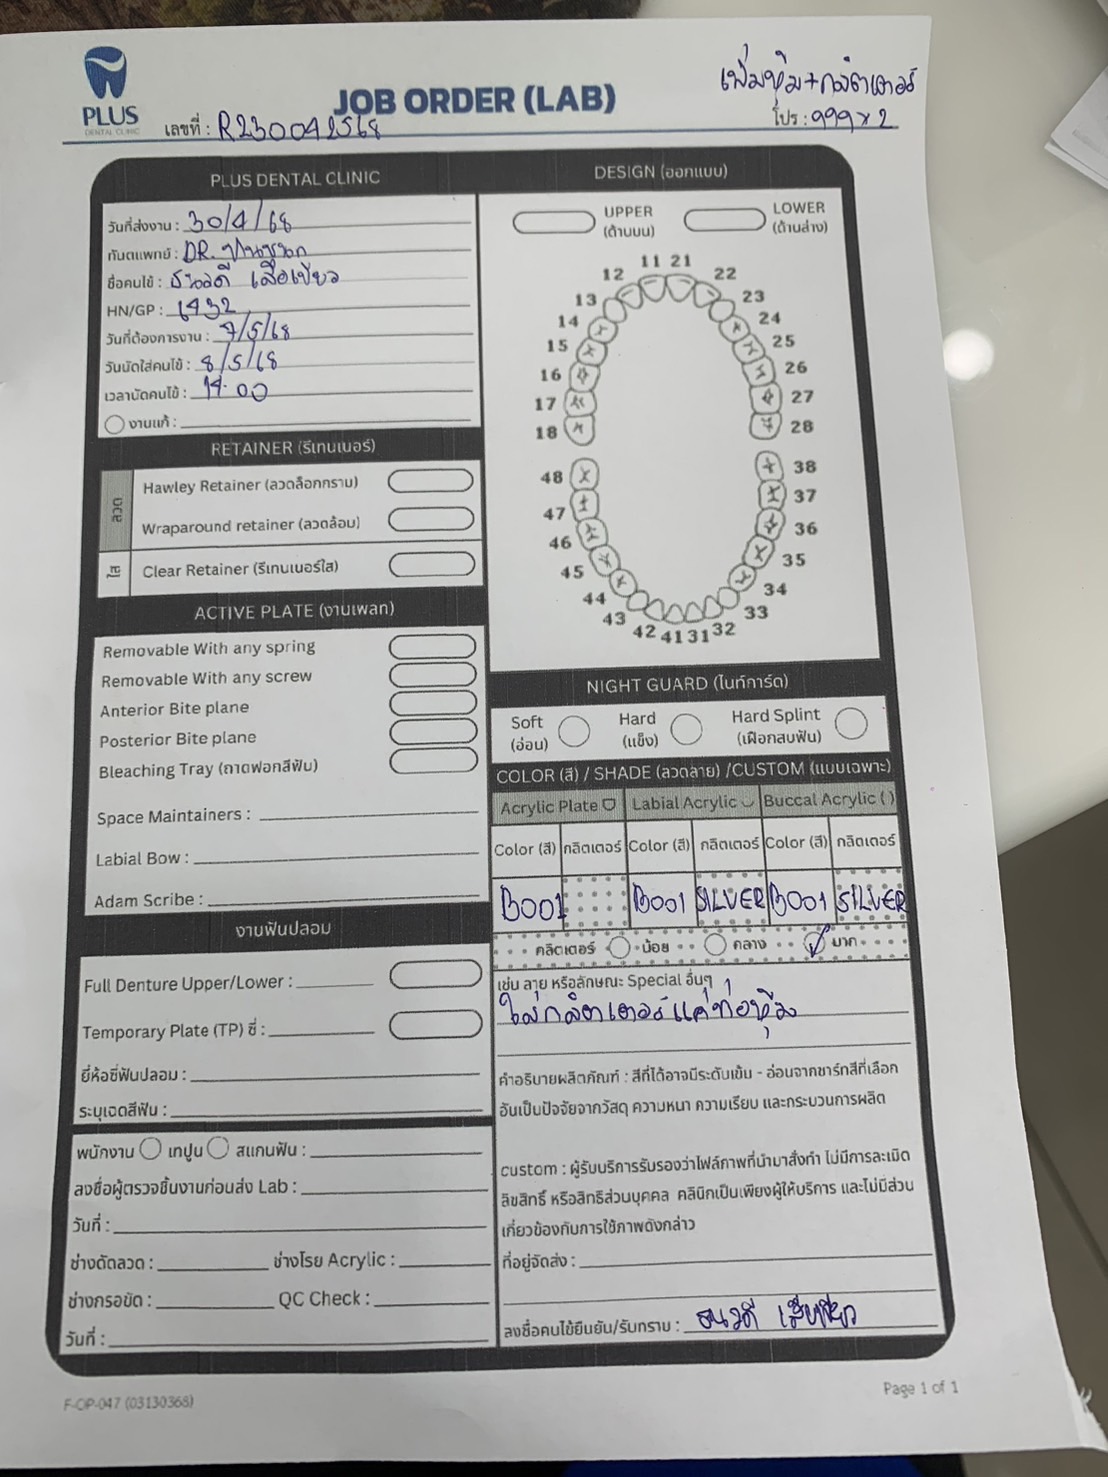 PLUS
DENTAL CLINIC
JOB ORDER (LAB)
เพิ่มหุ้ม+กลิตเตอร์
เลขที่ : R230042568
โปร : 999 x 2
PLUS DENTAL CLINIC
วันที่ส่งงาน : 30/4/68
ทันตแพทย์ : DR.
ชื่อคนไข้ : ธนวดี เสือเขียว
HN/GP : 1432
วันที่ต้องการงาน : 7/5/68
วันนัดใส่คนไข้ : 8/5/68
เวลานัดคนไข้ : 14.00
งานแก้ :
RETAINER (รีเทนเนอร์)
ลวด
Hawley Retainer (ลวดล็อกกราม)
Wraparound retainer (ลวดล้อม)
ใส
Clear Retainer (รีเทนเนอร์ใส)
ACTIVE PLATE (งานเพลท)
Removable With any spring
Removable With any screw
Anterior Bite plane
Posterior Bite plane
Bleaching Tray (ถาดฟอกสีฟัน)
Space Maintainers :
Labial Bow :
Adam Scribe :
งานฟันปลอม
Full Denture Upper/Lower :
Temporary Plate (TP) ซี่ :
ยี่ห้อซี่ฟันปลอม :
ระบุเฉดสีฟัน :
พนักงาน เทปูน สแกนฟัน :
ลงชื่อผู้ตรวจชิ้นงานก่อนส่ง Lab :
วันที่ :
ช่างดัดลวด : ช่างโรย Acrylic :
ช่างกรอขัด : QC Check :
วันที่ :
DESIGN (ออกแบบ)
UPPER (ด้านบน)
LOWER (ด้านล่าง)
11 21
12 22
13 23
14 24
15 25
16 26
17 27
18 28
48 38
47 37
46 36
45 35
44 34
43 33
42 41 31 32
NIGHT GUARD (ไนท์การ์ด)
Soft (อ่อน)
Hard (แข็ง)
Hard Splint (เฝือกสบฟัน)
COLOR (สี) / SHADE (ลวดลาย) /CUSTOM (แบบเฉพาะ)
Acrylic Plate Labial Acrylic Buccal Acrylic ( )
Color (สี) กลิตเตอร์ Color (สี) กลิตเตอร์ Color (สี) กลิตเตอร์
B001 B001 SILVER B001 SILVER
กลิตเตอร์ น้อย กลาง มาก
เช่น ลาย หรือลักษณะ Special อื่นๆ
ใส่กลิตเตอร์แค่ท่อหุ้ม
คำอธิบายผลิตภัณฑ์ : สีที่ได้อาจมีระดับเข้ม - อ่อนจากชาร์ทสีที่เลือก
อันเป็นปัจจัยจากวัสดุ ความหนา ความเรียบ และกระบวนการผลิต
custom : ผู้รับบริการรับรองว่าไฟล์ภาพที่นำมาสั่งทำ ไม่มีการละเมิด
ลิขสิทธิ์ หรือสิทธิส่วนบุคคล คลินิกเป็นเพียงผู้ให้บริการ และไม่มีส่วน
เกี่ยวข้องกับการใช้ภาพดังกล่าว
ที่อยู่จัดส่ง :
ลงชื่อคนไข้ยืนยัน/รับทราบ : ธนวดี เสือเขียว
F-OP-047 (03130368)
Page 1 of 1